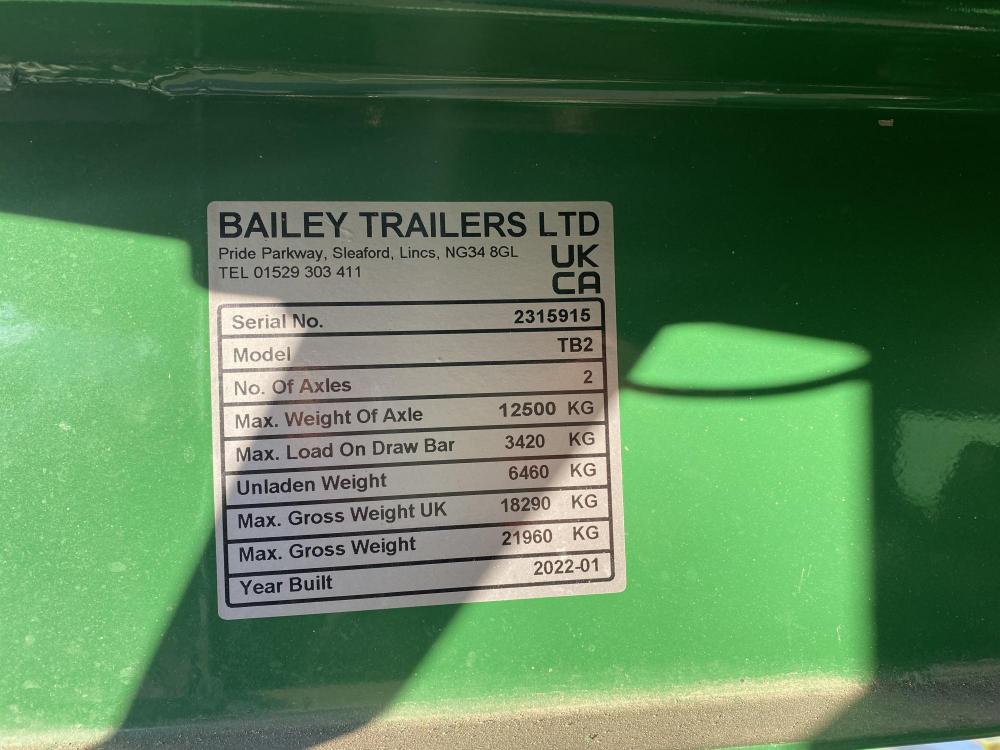 BAILEY TRAILERS LTD
Pride Parkway, Sleaford, Lincs, NG34 8GL
TEL 01529 303 411
UK
CA
Serial No. 2315915
Model TB2
No. Of Axles 2
Max. Weight Of Axle 12500 KG
Max. Load On Draw Bar 3420 KG
Unladen Weight 6460 KG
Max. Gross Weight UK 18290 KG
Max. Gross Weight 21960 KG
Year Built 2022-01